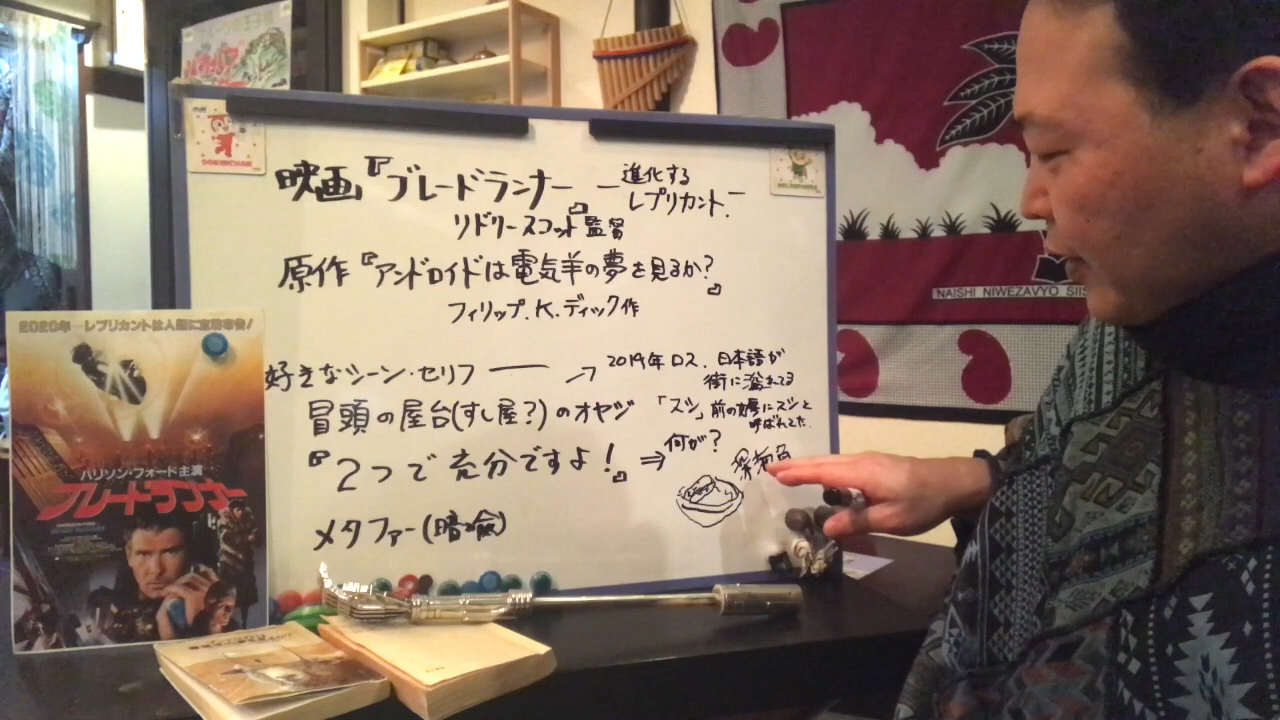 映画『ブレードランナー』 ― 進化する
レプリカント. ―
リドリースコット監督
原作『アンドロイドは電気羊の夢を見るか?』
フィリップ.K.ディック作
好きなシーン・セリフ ―→ 2019年ロス. 日本語が
街に溢れてる
冒頭の屋台(すし屋?)のオヤジ
「スシ」前の妻にスシと
呼ばれてた.
『2つで充分ですよ!』⇒何が?
深海魚
メタファー(暗喩)
2020年―レプリカントは人間に宣戦布告!
ハリソン・フォード主演
ブレードランナー
NAISHI NIWEZAVYO SIIS
DOKINCHAN